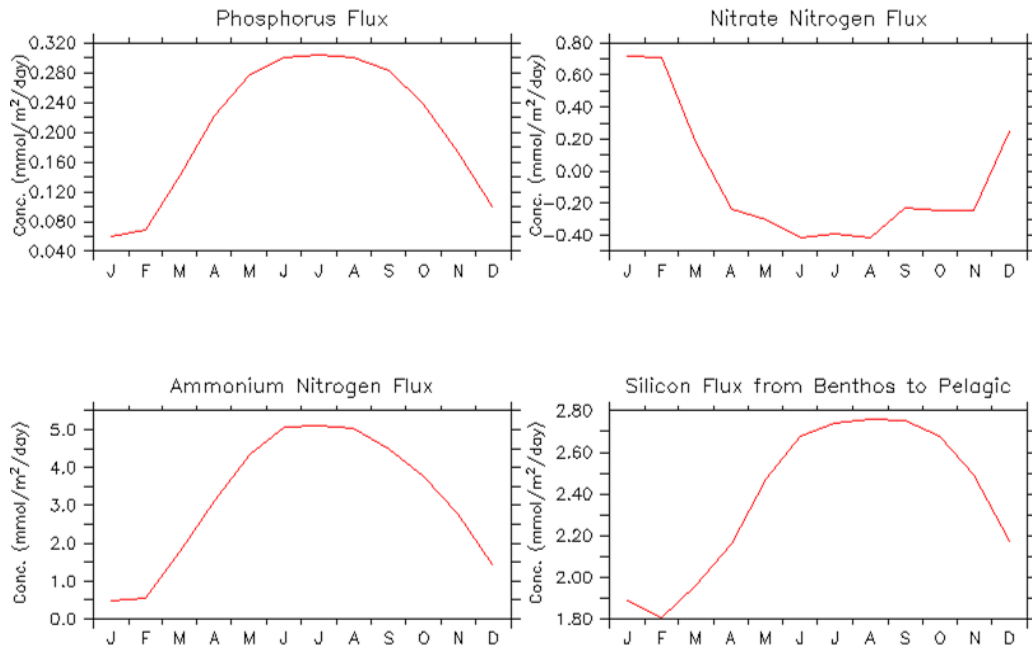 Phosphorus Flux
Conc. (mmol/m²/day)
0.320
0.280
0.240
0.200
0.160
0.120
0.080
0.040
J F M A M J J A S O N D
Nitrate Nitrogen Flux
Conc. (mmol/m²/day)
0.80
0.60
0.40
0.20
0.00
−0.20
−0.40
J F M A M J J A S O N D
Ammonium Nitrogen Flux
Conc. (mmol/m²/day)
5.0
4.0
3.0
2.0
1.0
0.0
J F M A M J J A S O N D
Silicon Flux from Benthos to Pelagic
Conc. (mmol/m²/day)
2.80
2.60
2.40
2.20
2.00
1.80
J F M A M J J A S O N D